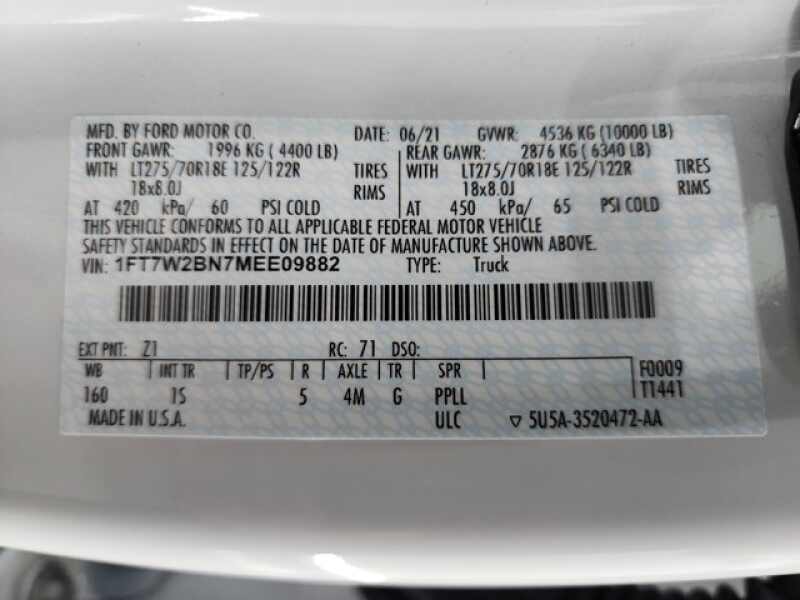 MFD. BY FORD MOTOR CO. DATE: 06/21 GVWR: 4536 KG (10000 LB)
FRONT GAWR: 1996 KG ( 4400 LB) REAR GAWR: 2876 KG ( 6340 LB)
WITH LT275/70R18E 125/122R TIRES WITH LT275/70R18E 125/122R TIRES
18x8.0J RIMS 18x8.0J RIMS
AT 420 kPa/ 60 PSI COLD AT 450 kPa/ 65 PSI COLD
THIS VEHICLE CONFORMS TO ALL APPLICABLE FEDERAL MOTOR VEHICLE
SAFETY STANDARDS IN EFFECT ON THE DATE OF MANUFACTURE SHOWN ABOVE.
VIN: 1FT7W2BN7MEE09882 TYPE: Truck
EXT PNT: Z1 RC: 71 DSO:
WB INT TR TP/PS R AXLE TR SPR F0009
160 1S 5 4M G PPLL T1441
MADE IN U.S.A. ULC ▽ 5U5A-3520472-AA